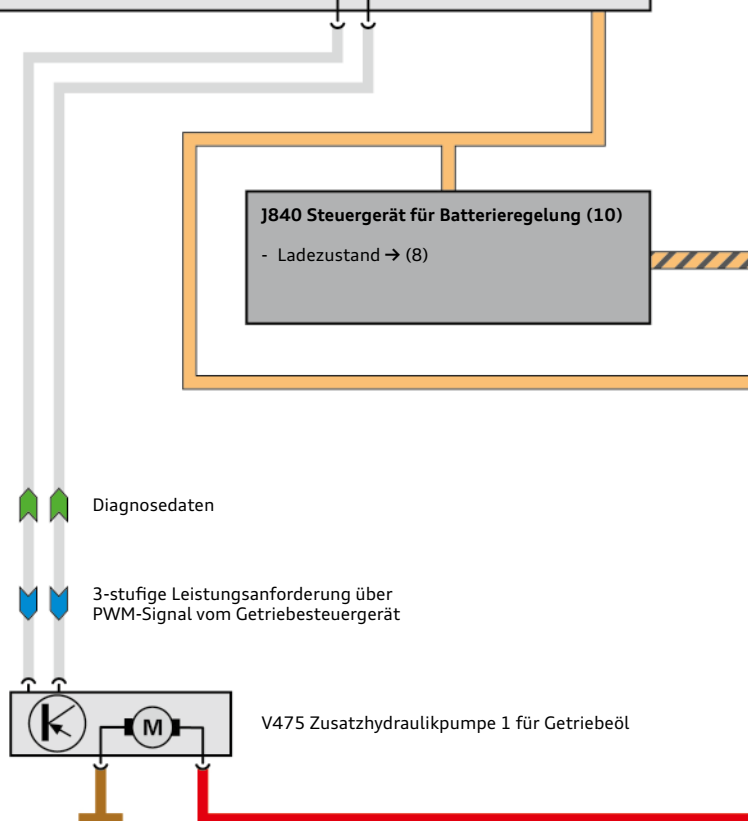 J840 Steuergerät für Batterieregelung (10)
- Ladezustand → (8)
Diagnosedaten
3-stufige Leistungsanforderung über
PWM-Signal vom Getriebesteuergerät
M
V475 Zusatzhydraulikpumpe 1 für Getriebeöl